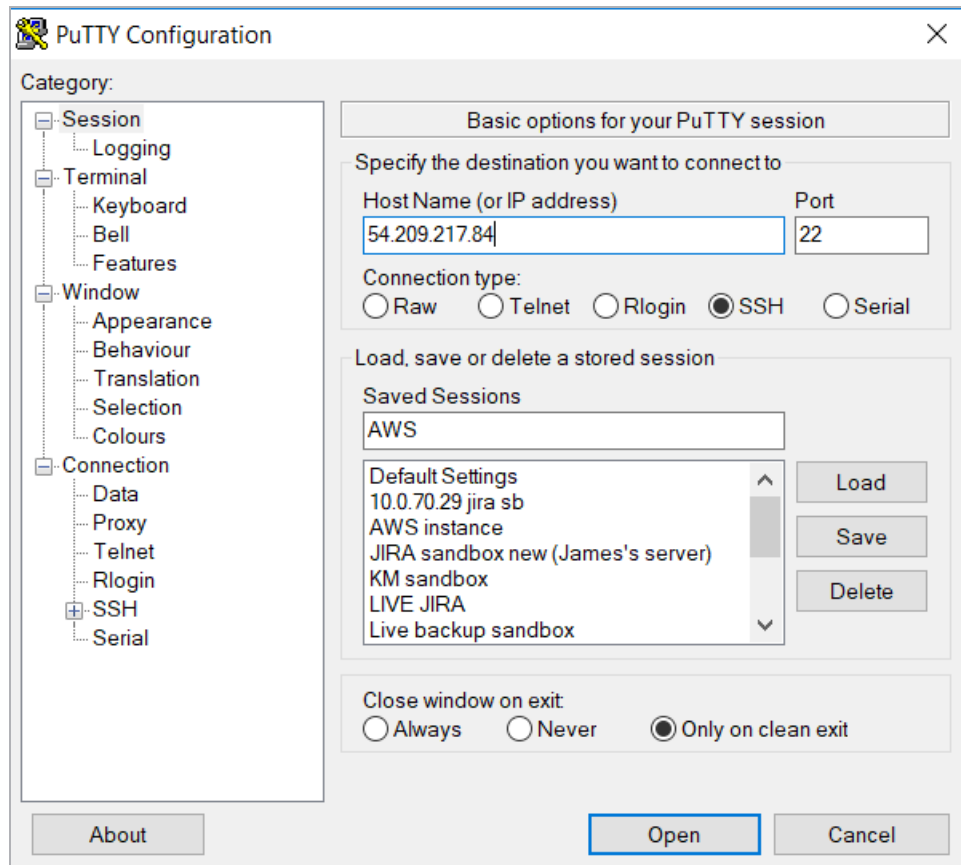 PuTTY Configuration
Category:
Session
Logging
Terminal
Keyboard
Bell
Features
Window
Appearance
Behaviour
Translation
Selection
Colours
Connection
Data
Proxy
Telnet
Rlogin
SSH
Serial
Basic options for your PuTTY session
Specify the destination you want to connect to
Host Name (or IP address) Port
54.209.217.84 22
Connection type:
Raw Telnet Rlogin SSH Serial
Load, save or delete a stored session
Saved Sessions
AWS
Default Settings
10.0.70.29 jira sb
AWS instance
JIRA sandbox new (James's server)
KM sandbox
LIVE JIRA
Live backup sandbox
Load
Save
Delete
Close window on exit:
Always Never Only on clean exit
About Open Cancel